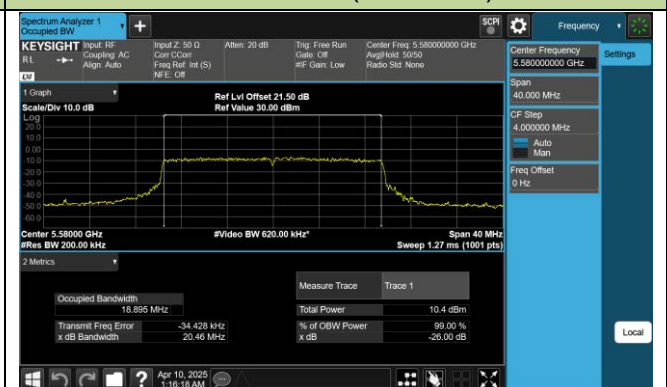 Spectrum Analyzer 1
Occupied BW
SCPI
Frequency
KEYSIGHT
RL
Input: RF
Coupling: AC
Align: Auto
Input Z: 50 Ω
Corr CCorr
Freq Ref: Int (S)
NFE: Off
Atten: 20 dB
Trig: Free Run
Gate: Off
#IF Gain: Low
Center Freq: 5.580000000 GHz
Avg|Hold: 50/50
Radio Std: None
Center Frequency
5.580000000 GHz
Settings
Span
40.000 MHz
CF Step
4.000000 MHz
Auto
Man
Freq Offset
0 Hz
1 Graph
Scale/Div 10.0 dB
Ref Lvl Offset 21.50 dB
Ref Value 30.00 dBm
Log
20.0
10.0
0.00
-10.0
-20.0
-30.0
-40.0
-50.0
-60.0
Center 5.58000 GHz
#Res BW 200.00 kHz
#Video BW 620.00 kHz*
Span 40 MHz
Sweep 1.27 ms (1001 pts)
2 Metrics
Measure Trace Trace 1
Occupied Bandwidth
18.895 MHz
Total Power 10.4 dBm
Transmit Freq Error -34.428 kHz
% of OBW Power 99.00 %
x dB Bandwidth 20.46 MHz
x dB -26.00 dB
Local
?
Apr 10, 2025
1:16:18 AM